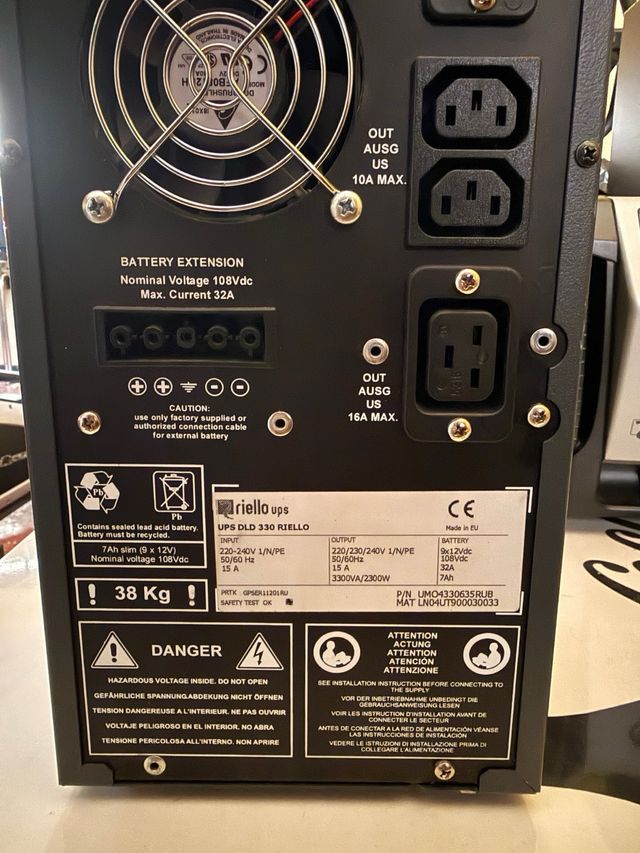 OUT
AUSG
US
10A MAX.
BATTERY EXTENSION
Nominal Voltage 108Vdc
Max. Current 32A
OUT
AUSG
US
16A MAX.
CAUTION:
use only factory supplied or
authorized connection cable
for external battery
Pb
Pb
Contains sealed lead acid battery.
Battery must be recycled.
7Ah slim (9 x 12V)
Nominal voltage 108Vdc
38 Kg
riello ups
CE
UPS DLD 330 RIELLO
Made in EU
INPUT
220-240V 1/N/PE
50/60 Hz
15 A
OUTPUT
220/230/240V 1/N/PE
50/60Hz
15 A
3300VA/2300W
BATTERY
9x12Vdc
108Vdc
32A
7Ah
PRTK GPSER11201RU
SAFETY TEST OK
P/N UMO4330635RUB
MAT LN04UT900030033
DANGER
HAZARDOUS VOLTAGE INSIDE. DO NOT OPEN
GEFÄHRLICHE SPANNUNG.ABDEKUNG NICHT ÖFFNEN
TENSION DANGEREUSE A L'INTERIEUR. NE PAS OUVRIR
VOLTAJE PELIGROSO EN EL INTERIOR. NO ABRA
TENSIONE PERICOLOSA ALL'INTERNO. NON APRIRE
ATTENTION
ACTUNG
ATTENTION
ATENCIÓN
ATTENZIONE
SEE INSTALLATION INSTRUCTION BEFORE CONNECTING TO
THE SUPPLY
VOR DER INBETRIEBNAHME UNBEDINGT DIE
GEBRAUCHSANWEISUNG LESEN
VOIR LES INSTRUCTION D'INSTALLATION AVANT DE
CONNECTER LE SECTEUR
ANTES DE CONECTAR A LA RED DE ALIMENTACIÓN VÉANSE
LAS INSTRUCCIONES DE INSTALACIÓN
VEDERE LE ISTRUZIONI DI INSTALLAZIONE PRIMA DI
COLLEGARE L'ALIMENTAZIONE